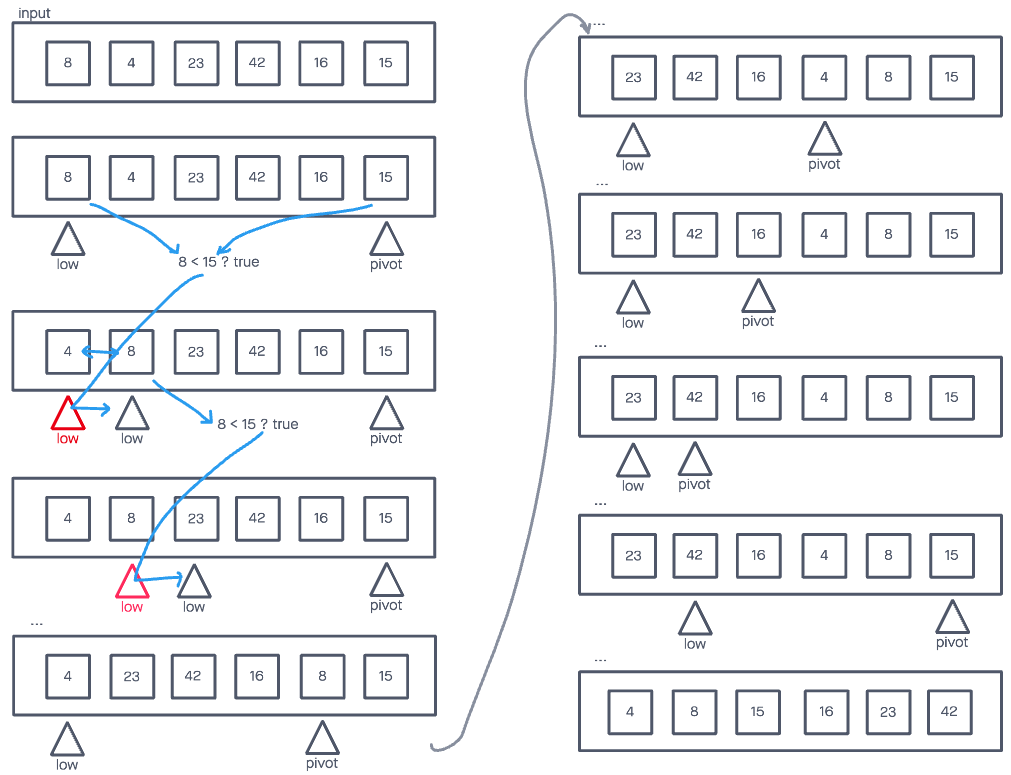 input
8 4 23 42 16 15
8 4 23 42 16 15
low pivot
8 < 15 ? true
4 8 23 42 16 15
low low pivot
8 < 15 ? true
4 8 23 42 16 15
low low pivot
...
4 23 42 16 8 15
low pivot
...
23 42 16 4 8 15
low pivot
...
23 42 16 4 8 15
low pivot
...
23 42 16 4 8 15
low pivot
...
23 42 16 4 8 15
low pivot
...
4 8 15 16 23 42